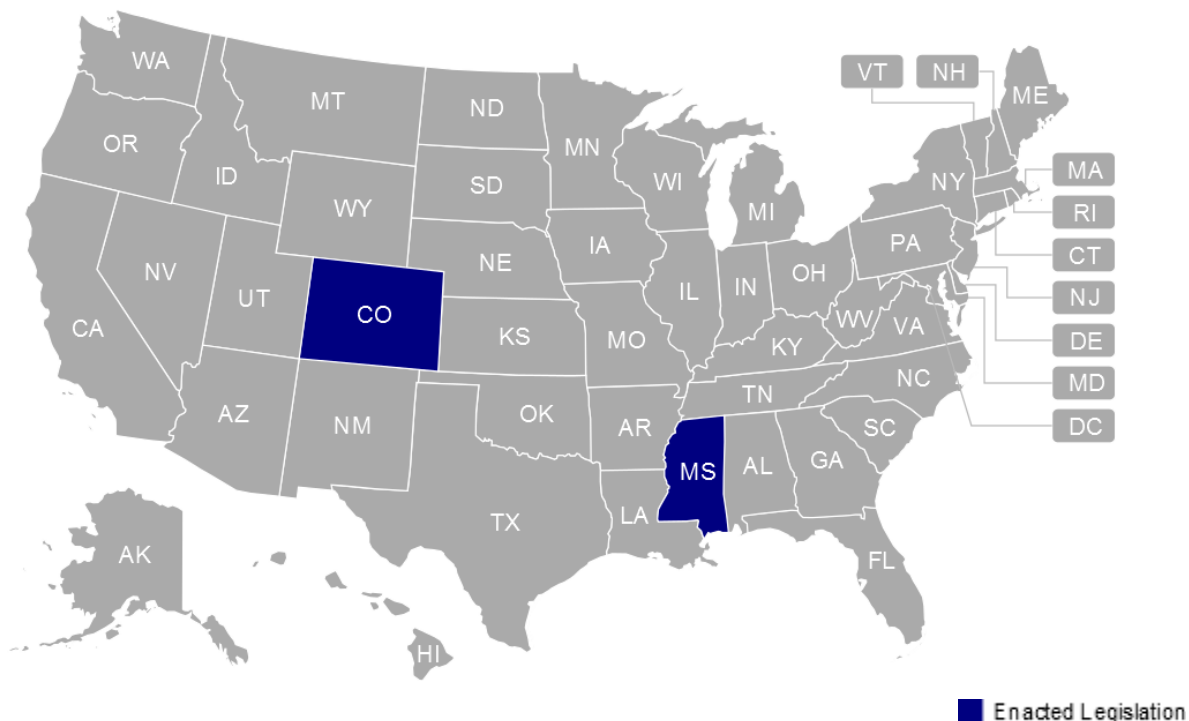 WA
MT
ND
MN
VT
NH
ME
OR
ID
SD
WI
NY
MA
WY
MI
RI
IA
PA
CT
NV
UT
NE
IL
IN
OH
NJ
CA
CO
KS
MO
WV
VA
DE
KY
MD
AZ
NM
OK
AR
TN
NC
DC
SC
MS
AL
GA
TX
LA
AK
FL
HI
Enacted Legislation